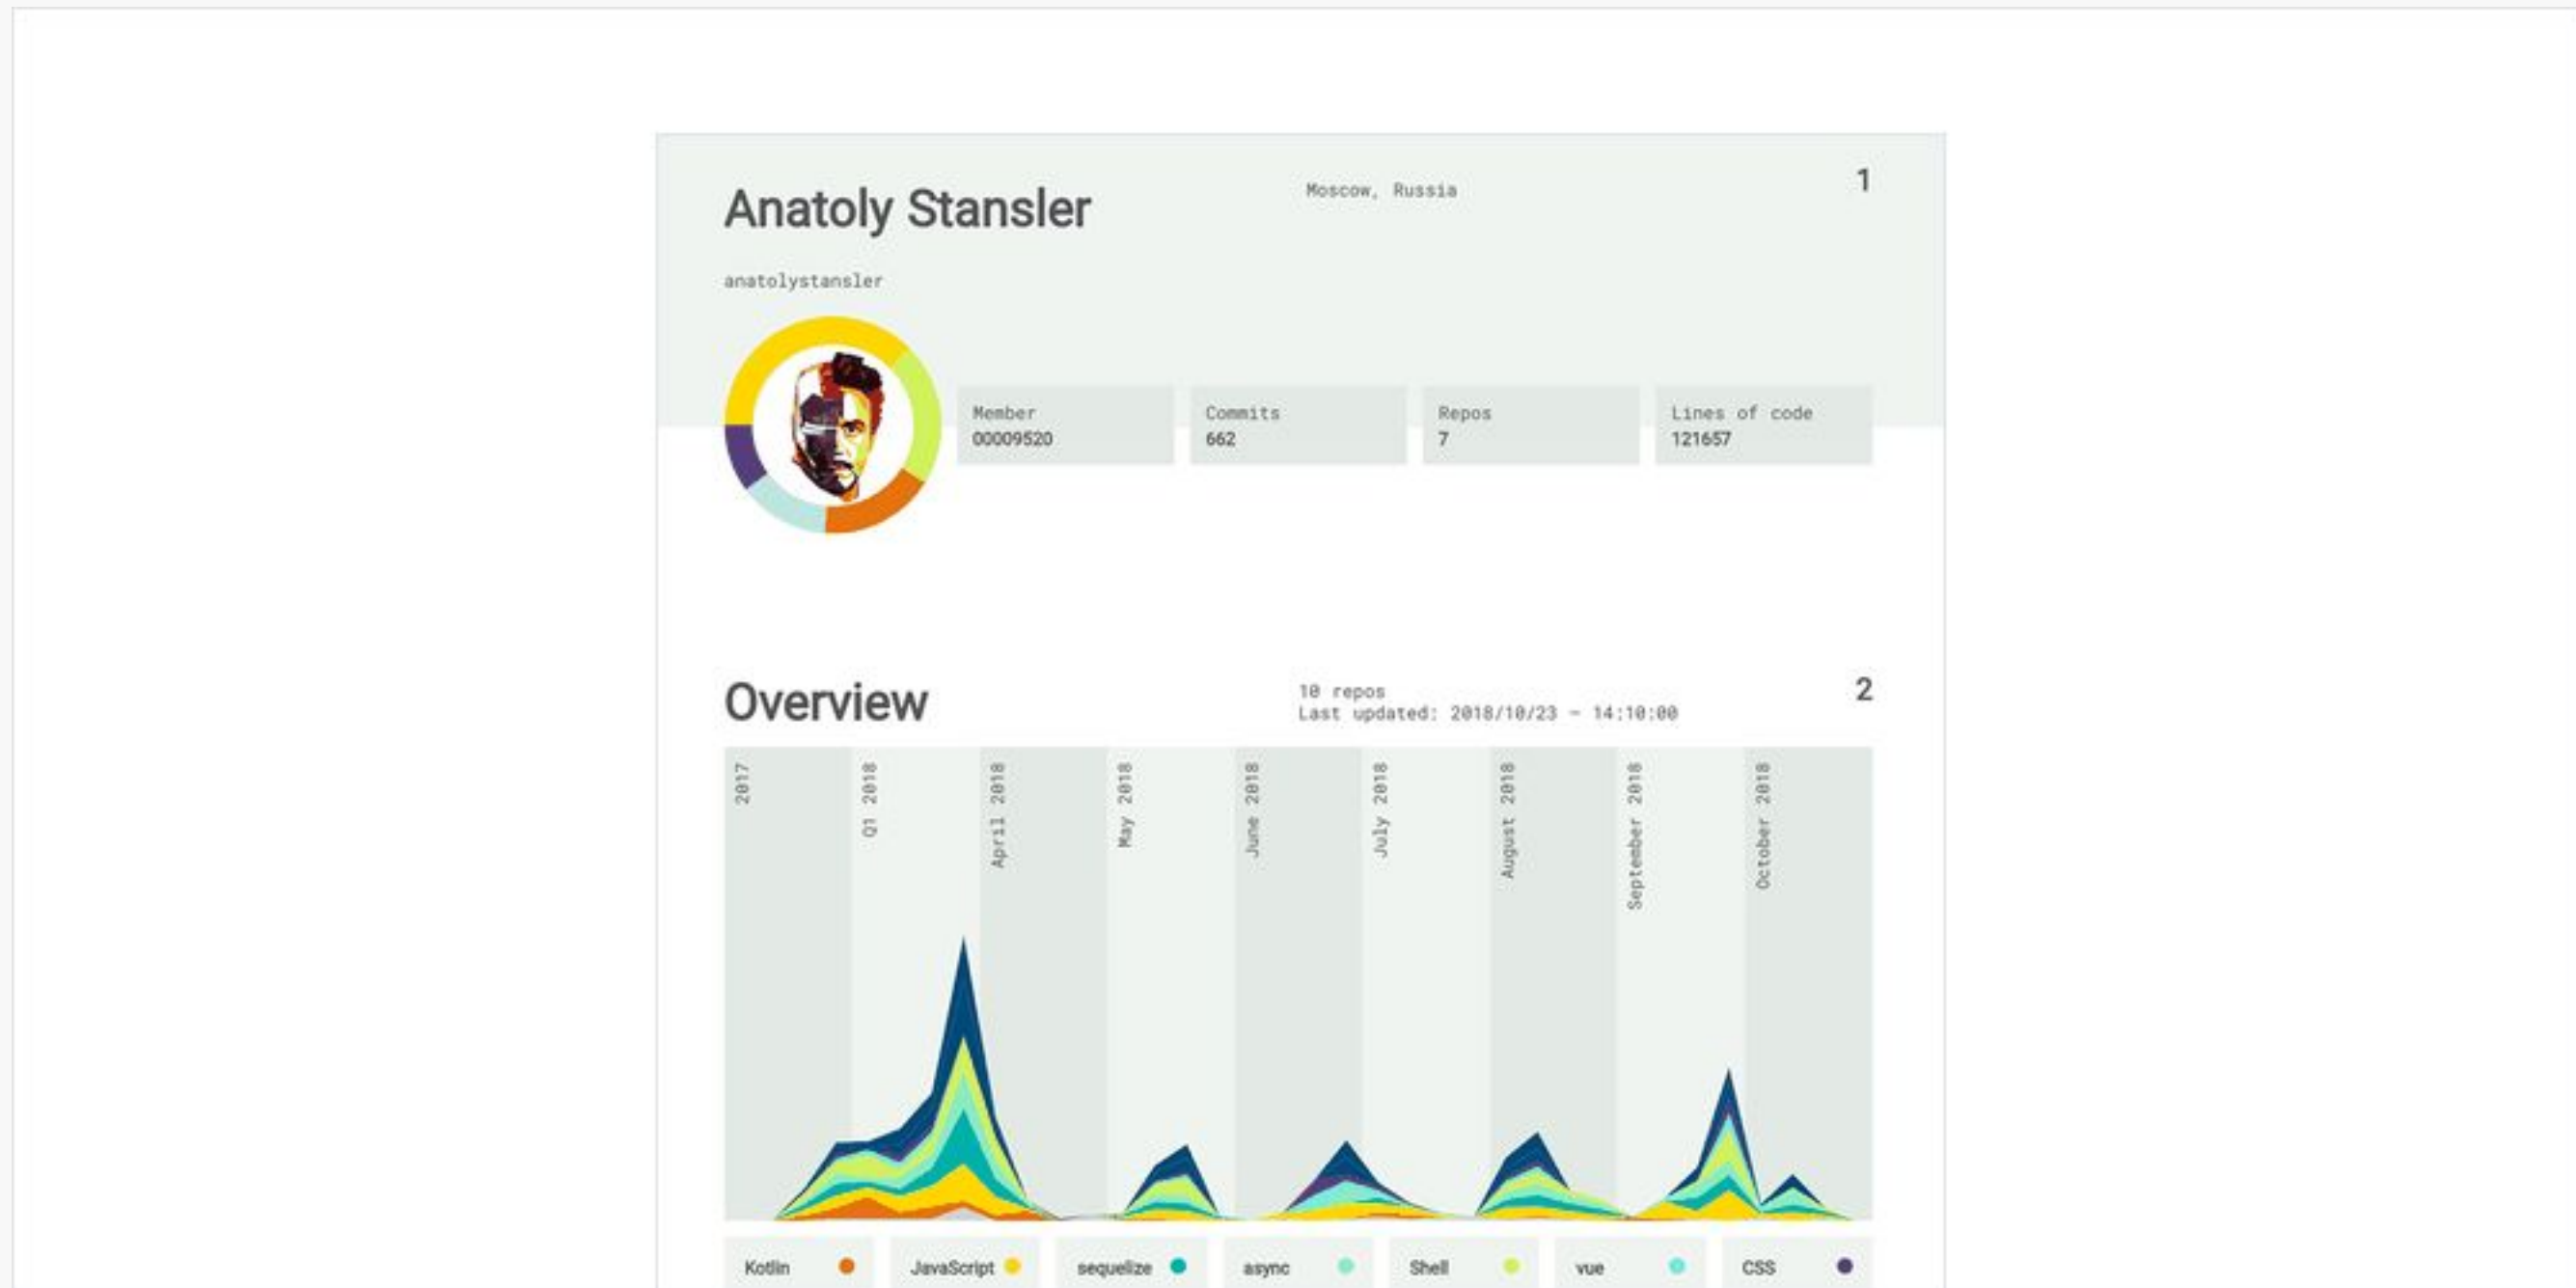 Anatoly Stansler
Moscow, Russia
1
anatolystansler
Member
00009520
Commits
662
Repos
7
Lines of code
121657
Overview
10 repos
Last updated: 2018/10/23 – 14:10:00
2
2017
Q1 2018
April 2018
May 2018
June 2018
July 2018
August 2018
September 2018
October 2018
Kotlin
JavaScript
sequelize
async
Shell
vue
CSS